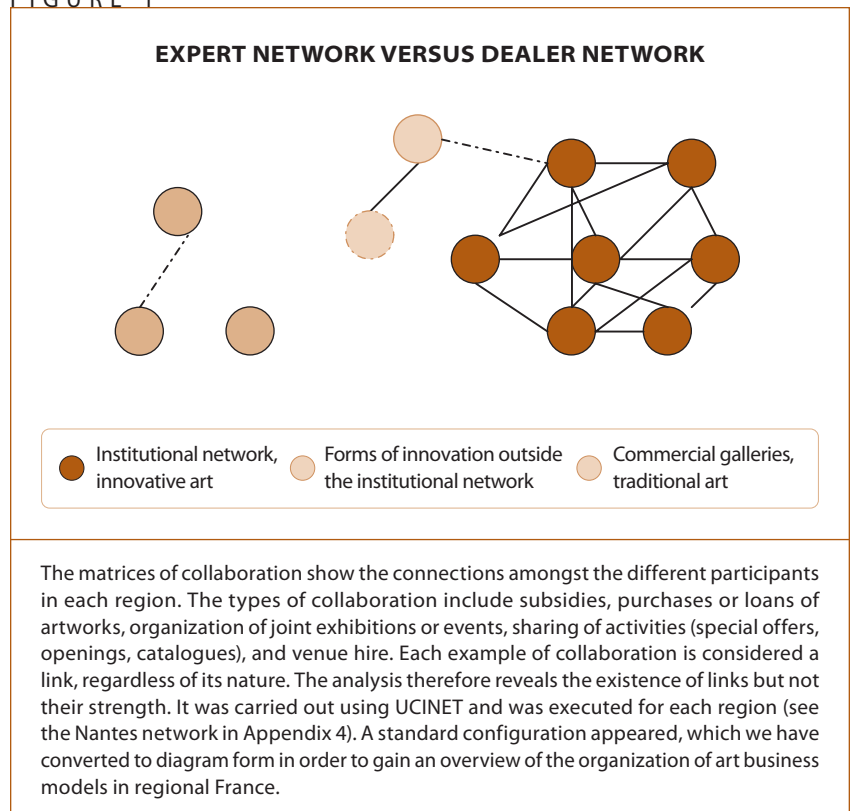 FIGURE 1
EXPERT NETWORK VERSUS DEALER NETWORK
Institutional network,
innovative art
Forms of innovation outside
the institutional network
Commercial galleries,
traditional art
The matrices of collaboration show the connections amongst the different participants
in each region. The types of collaboration include subsidies, purchases or loans of
artworks, organization of joint exhibitions or events, sharing of activities (special offers,
openings, catalogues), and venue hire. Each example of collaboration is considered a
link, regardless of its nature. The analysis therefore reveals the existence of links but not
their strength. It was carried out using UCINET and was executed for each region (see
the Nantes network in Appendix 4). A standard configuration appeared, which we have
converted to diagram form in order to gain an overview of the organization of art business
models in regional France.